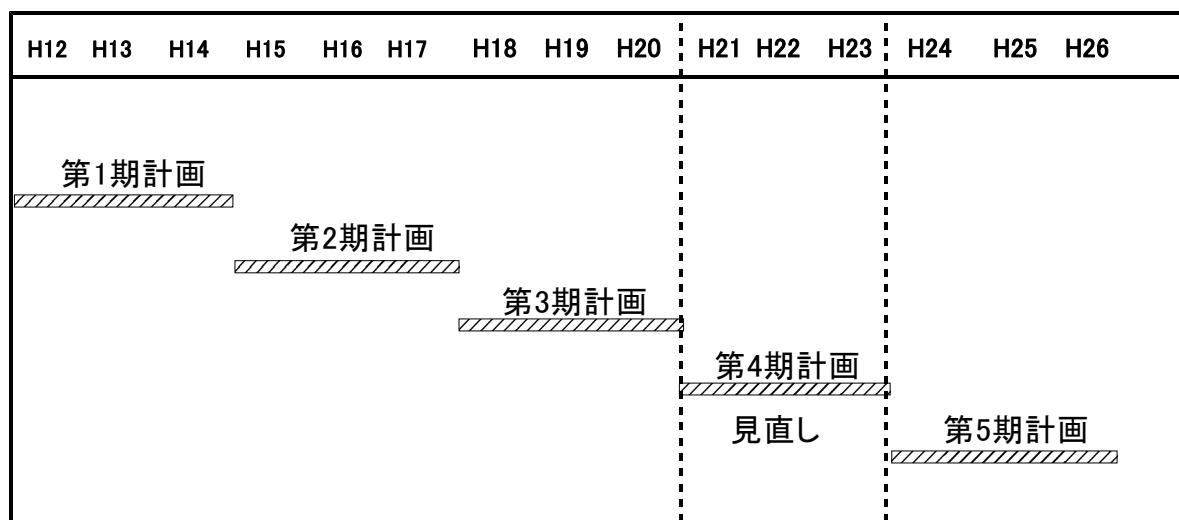 H12 H13 H14 H15 H16 H17 H18 H19 H20 H21 H22 H23 H24 H25 H26
第1期計画
第2期計画
第3期計画
第4期計画
見直し
第5期計画